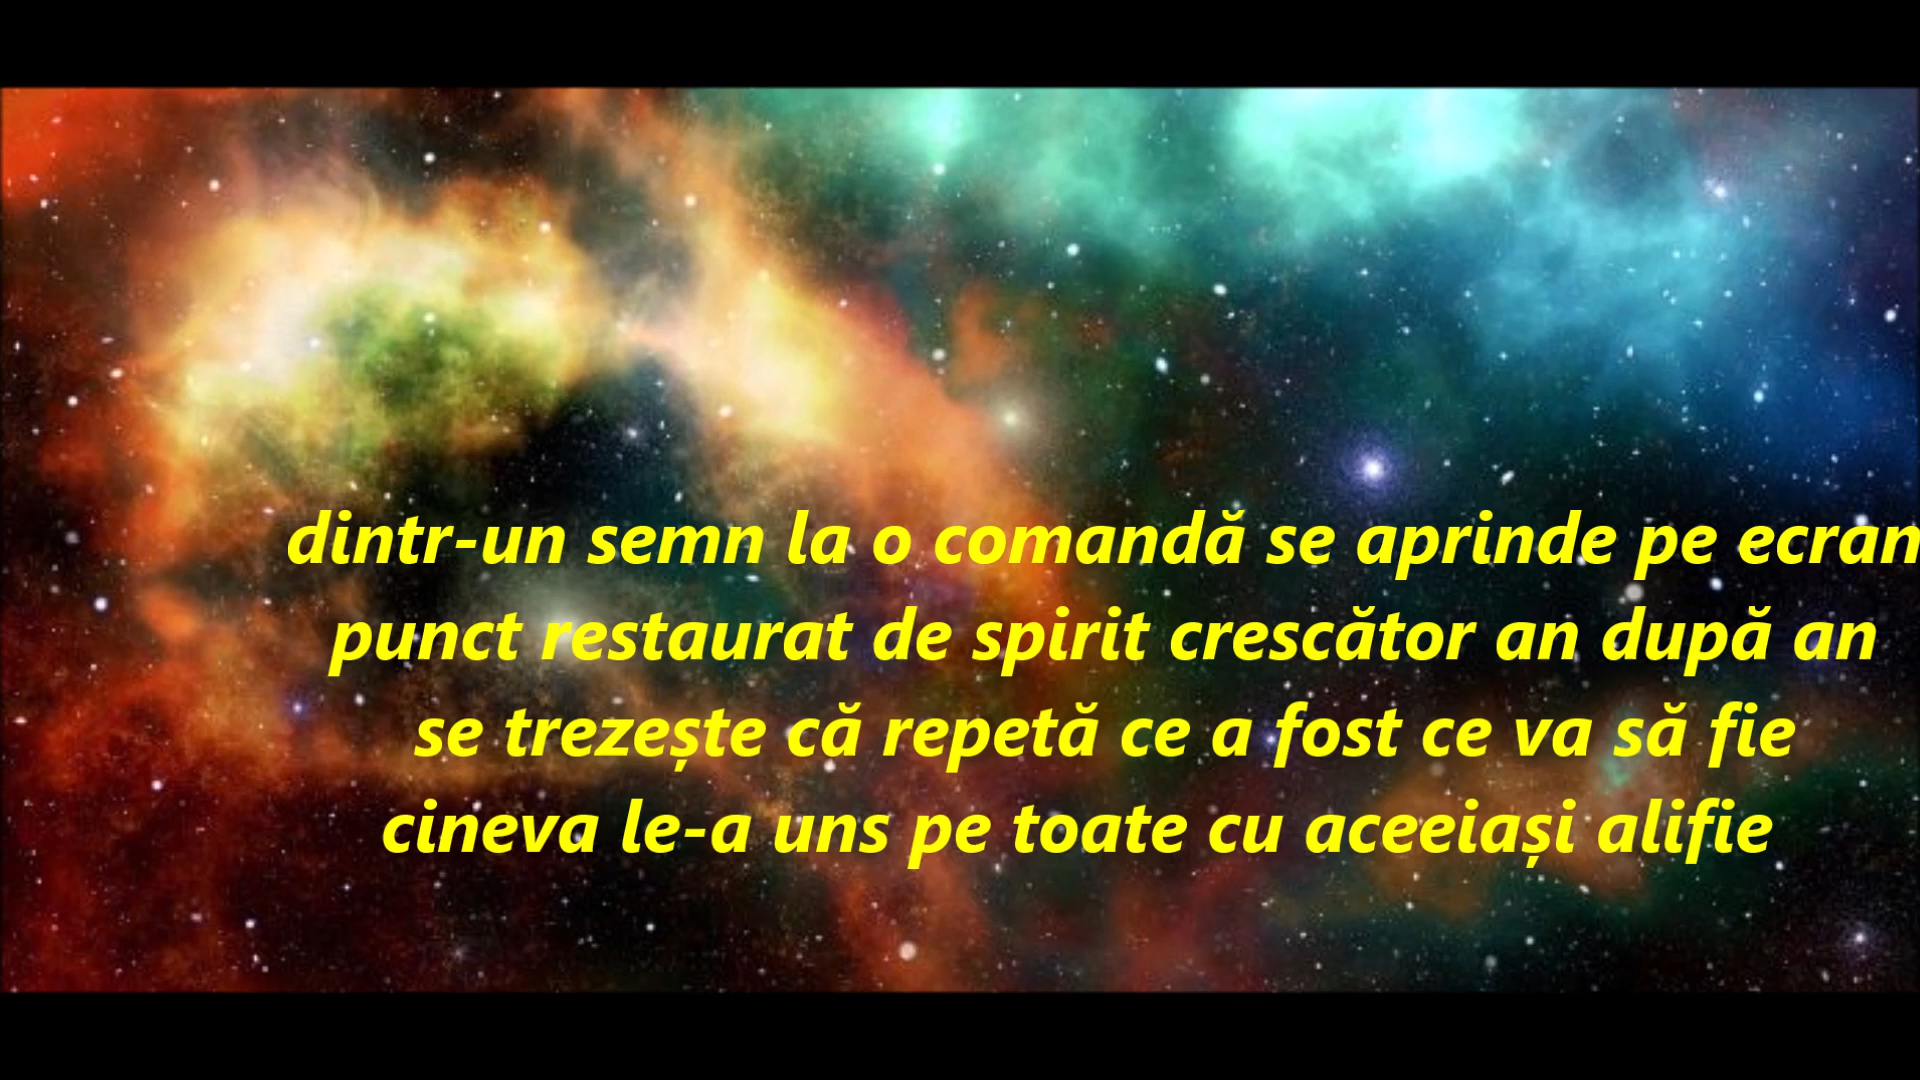 dintr-un semn la o comandă se aprinde pe ecran
punct restaurat de spirit crescător an după an
se trezește că repetă ce a fost ce va să fie
cineva le-a uns pe toate cu aceeiași alifie